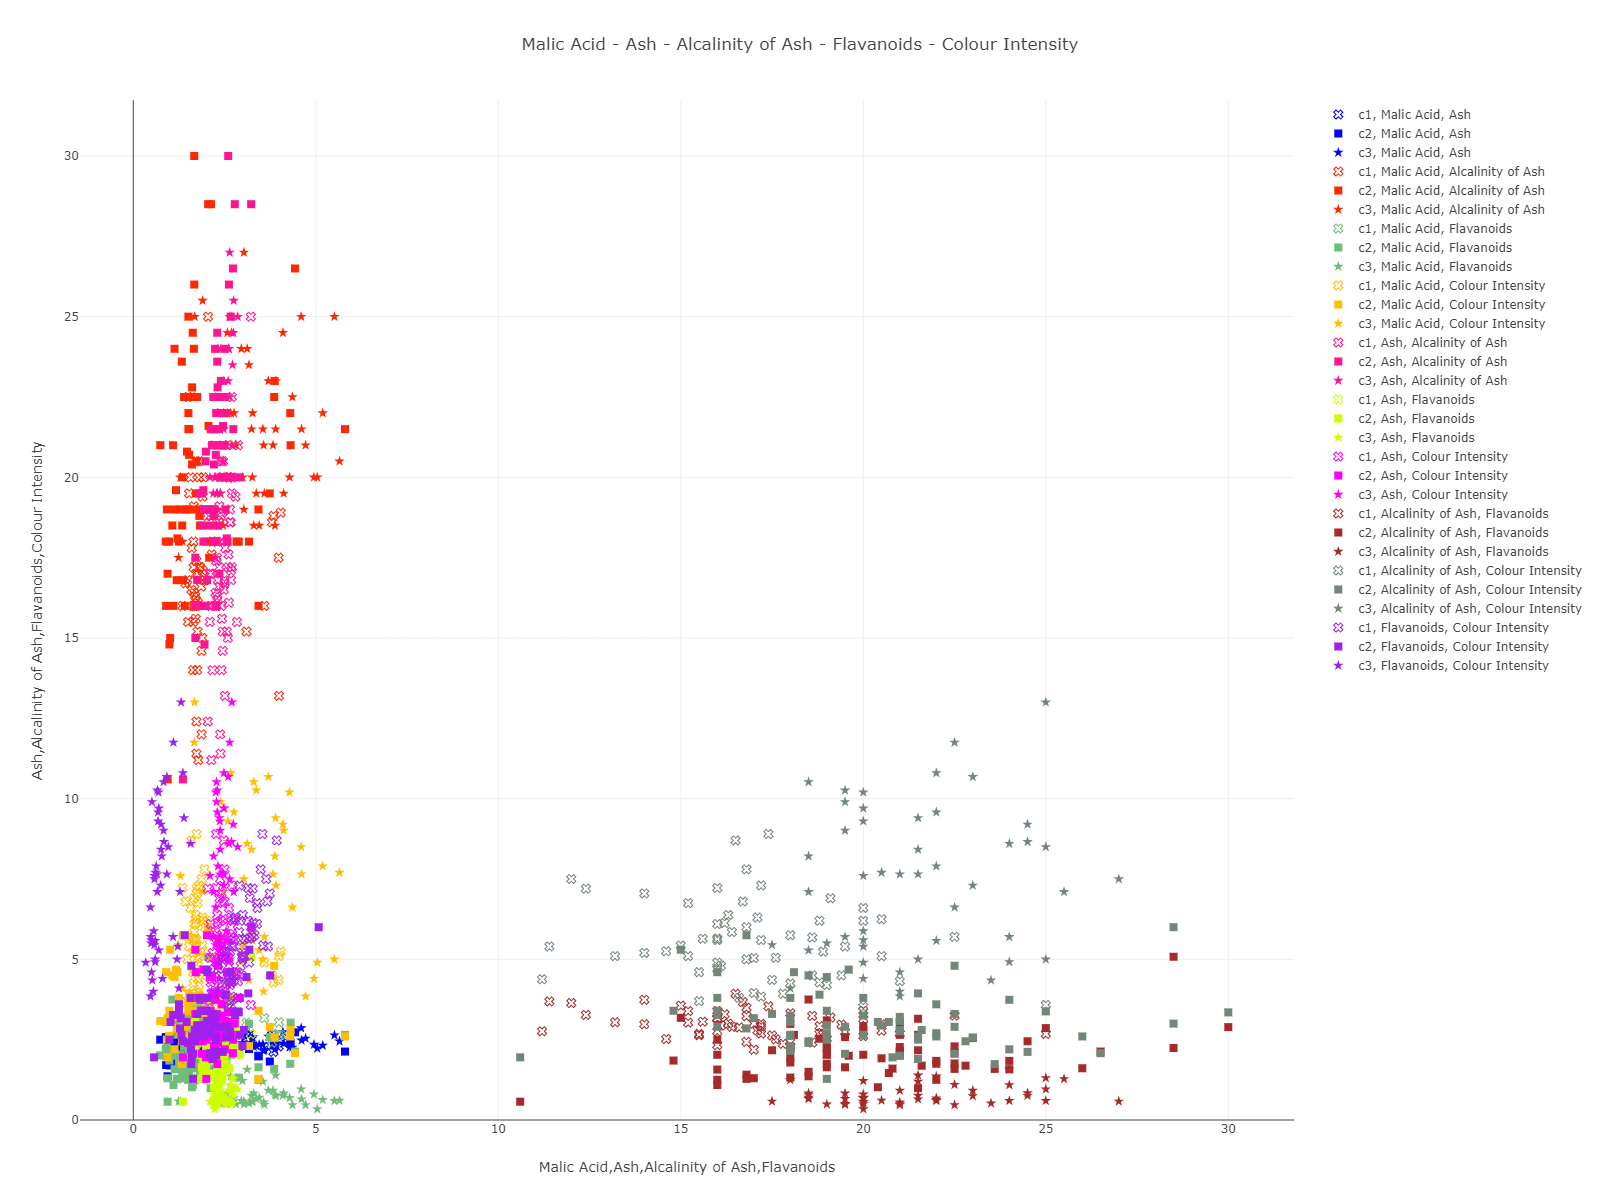 Malic Acid - Ash - Alcalinity of Ash - Flavanoids - Colour Intensity
Ash,Alcalinity of Ash,Flavanoids,Colour Intensity
30
25
20
15
10
5
0
0 5 10 15 20 25 30
Malic Acid,Ash,Alcalinity of Ash,Flavanoids
c1, Malic Acid, Ash
c2, Malic Acid, Ash
c3, Malic Acid, Ash
c1, Malic Acid, Alcalinity of Ash
c2, Malic Acid, Alcalinity of Ash
c3, Malic Acid, Alcalinity of Ash
c1, Malic Acid, Flavanoids
c2, Malic Acid, Flavanoids
c3, Malic Acid, Flavanoids
c1, Malic Acid, Colour Intensity
c2, Malic Acid, Colour Intensity
c3, Malic Acid, Colour Intensity
c1, Ash, Alcalinity of Ash
c2, Ash, Alcalinity of Ash
c3, Ash, Alcalinity of Ash
c1, Ash, Flavanoids
c2, Ash, Flavanoids
c3, Ash, Flavanoids
c1, Ash, Colour Intensity
c2, Ash, Colour Intensity
c3, Ash, Colour Intensity
c1, Alcalinity of Ash, Flavanoids
c2, Alcalinity of Ash, Flavanoids
c3, Alcalinity of Ash, Flavanoids
c1, Alcalinity of Ash, Colour Intensity
c2, Alcalinity of Ash, Colour Intensity
c3, Alcalinity of Ash, Colour Intensity
c1, Flavanoids, Colour Intensity
c2, Flavanoids, Colour Intensity
c3, Flavanoids, Colour Intensity